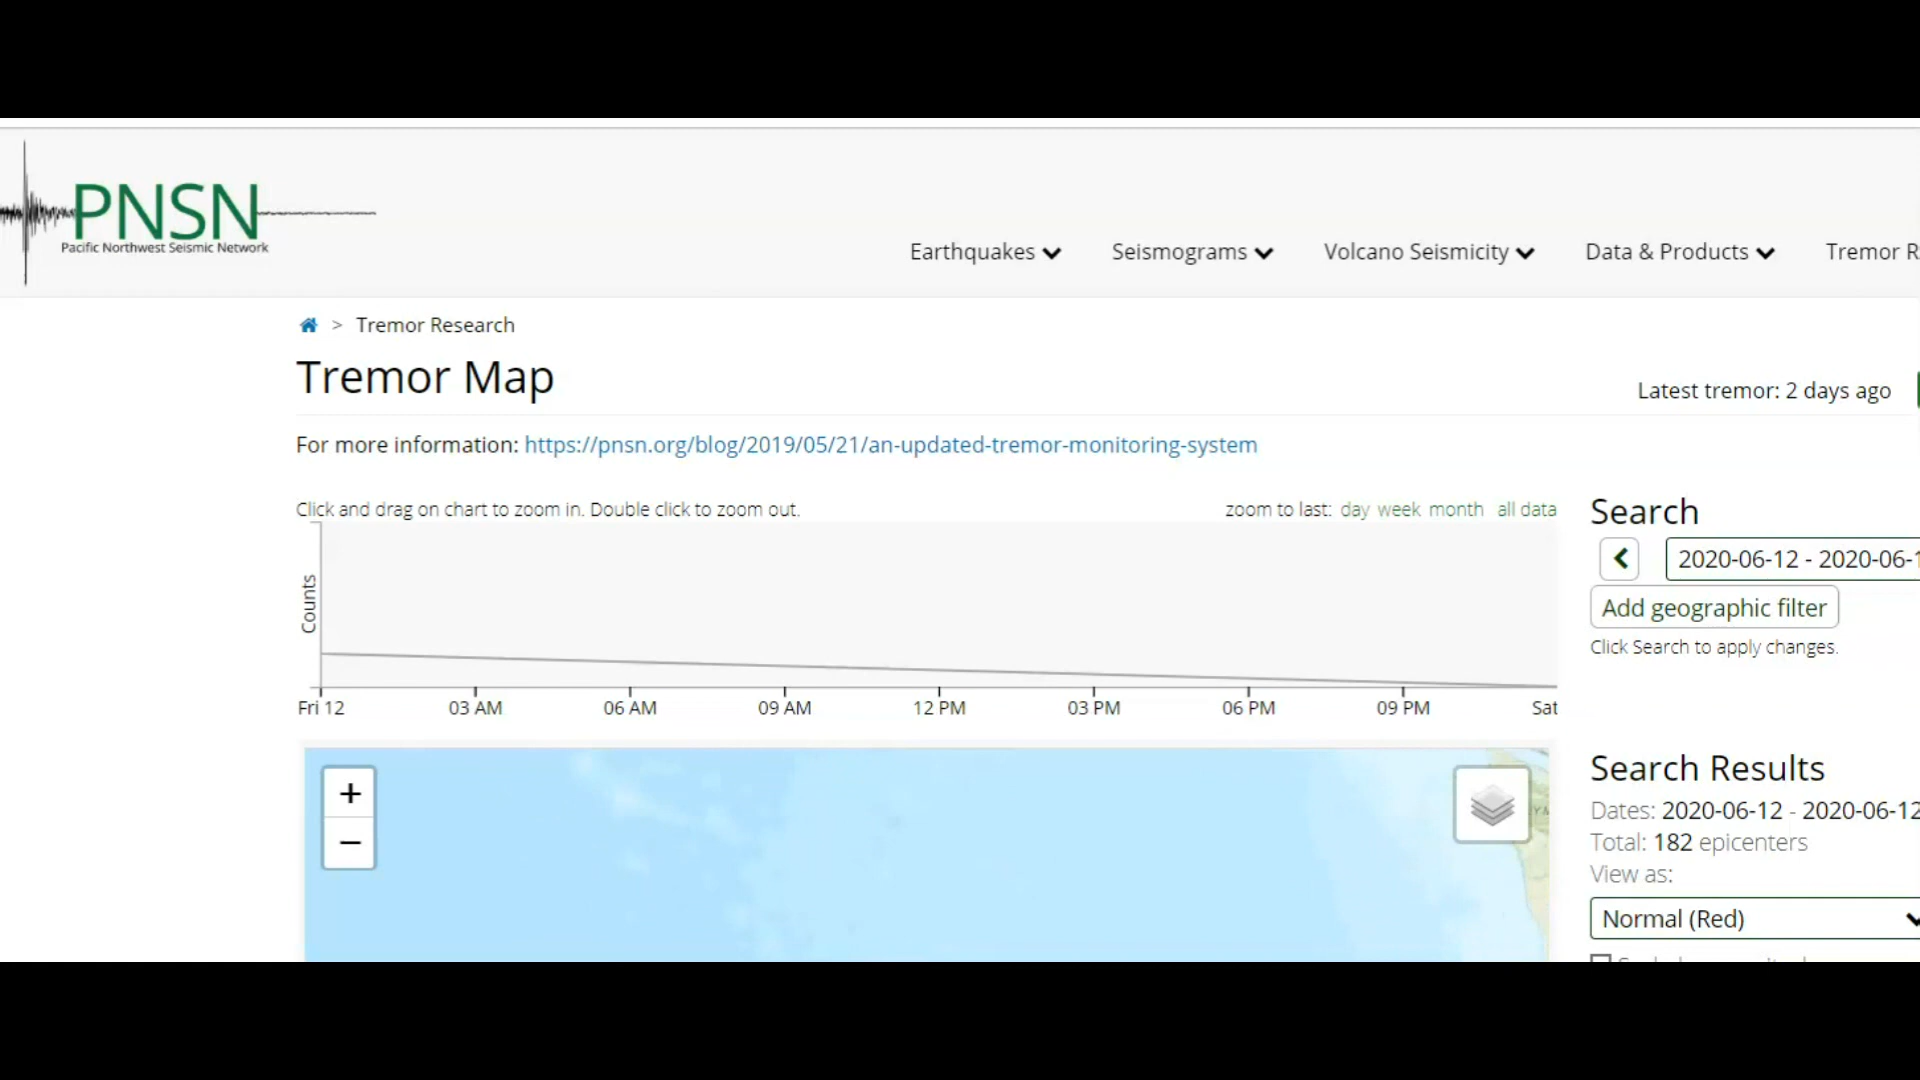 PNSN
Pacific Northwest Seismic Network
Earthquakes Seismograms Volcano Seismicity Data & Products Tremor R
> Tremor Research
Tremor Map
Latest tremor: 2 days ago
For more information: https://pnsn.org/blog/2019/05/21/an-updated-tremor-monitoring-system
Click and drag on chart to zoom in. Double click to zoom out.
zoom to last: day week month all data
Counts
Fri 12 03 AM 06 AM 09 AM 12 PM 03 PM 06 PM 09 PM Sat
+
−
Search
2020-06-12 - 2020-06-1
Add geographic filter
Click Search to apply changes.
Search Results
Dates: 2020-06-12 - 2020-06-12
Total: 182 epicenters
View as:
Normal (Red)